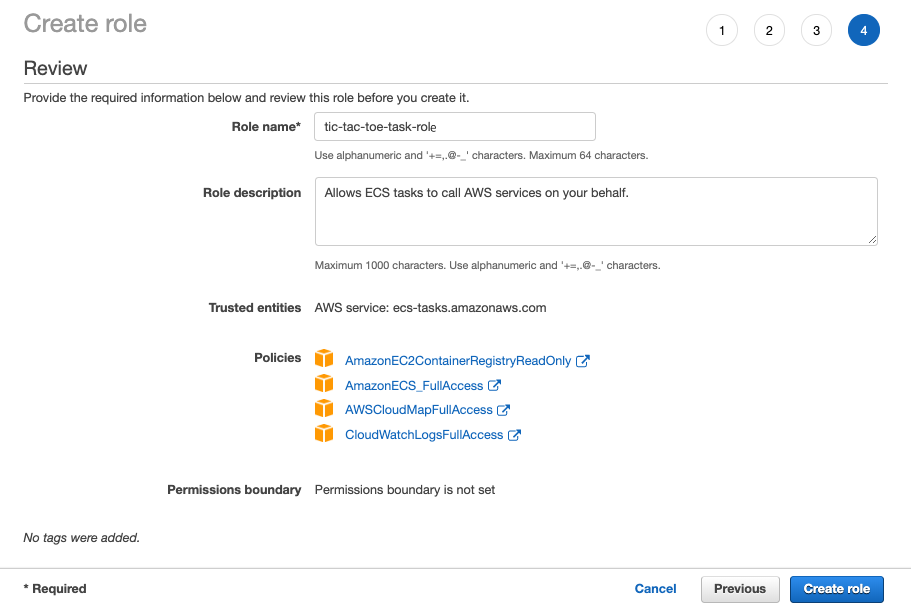 Create role
1 2 3 4
Review
Provide the required information below and review this role before you create it.
Role name* tic-tac-toe-task-role
Use alphanumeric and '+=,.@-_' characters. Maximum 64 characters.
Role description Allows ECS tasks to call AWS services on your behalf.
Maximum 1000 characters. Use alphanumeric and '+=,.@-_' characters.
Trusted entities AWS service: ecs-tasks.amazonaws.com
Policies AmazonEC2ContainerRegistryReadOnly
AmazonECS_FullAccess
AWSCloudMapFullAccess
CloudWatchLogsFullAccess
Permissions boundary Permissions boundary is not set
No tags were added.
* Required Cancel Previous Create role